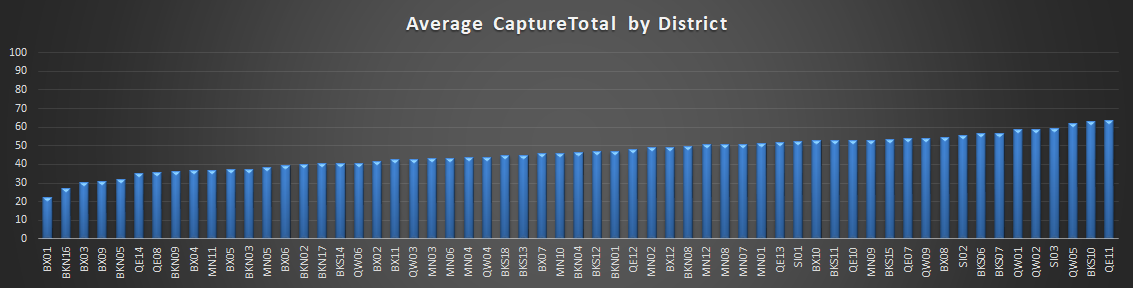 Average CaptureTotal by District
100
90
80
70
60
50
40
30
20
10
0
BX01
BKN16
BX03
BX09
BKN05
QE14
QE08
BKN09
BX04
MN11
BX05
BKN03
MN05
BX06
BKN02
BKN17
BKS14
QW06
BX02
BX11
QW03
MN03
MN06
MN04
QW04
BKS18
BKS13
BX07
MN10
BKN04
BKS12
BKN01
QE12
MN02
BX12
BKN08
MN12
MN08
MN07
MN01
QE13
SI01
BX10
BKS11
QE10
MN09
BKS15
QE07
QW09
BX08
SI02
BKS06
BKS07
QW01
QW02
SI03
QW05
BKS10
QE11